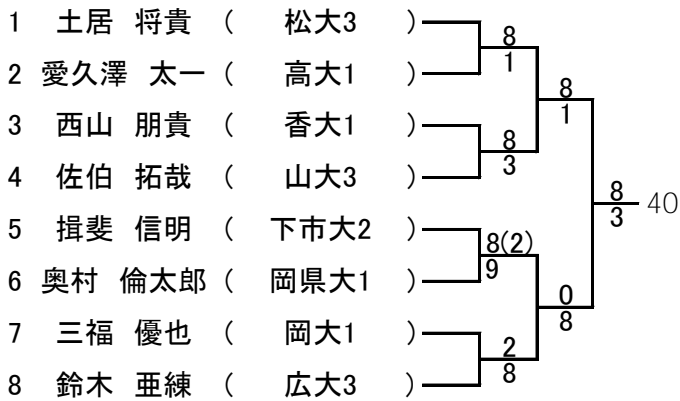 1 土居 将貴 ( 松大3 )
8
1
2 愛久澤 太一 ( 高大1 )
8
1
3 西山 朋貴 ( 香大1 )
8
3
4 佐伯 拓哉 ( 山大3 )
8
3
40
5 揖斐 信明 ( 下市大2 )
8(2)
9
6 奥村 倫太郎 ( 岡県大1 )
0
8
7 三福 優也 ( 岡大1 )
2
8
8 鈴木 亜練 ( 広大3 )